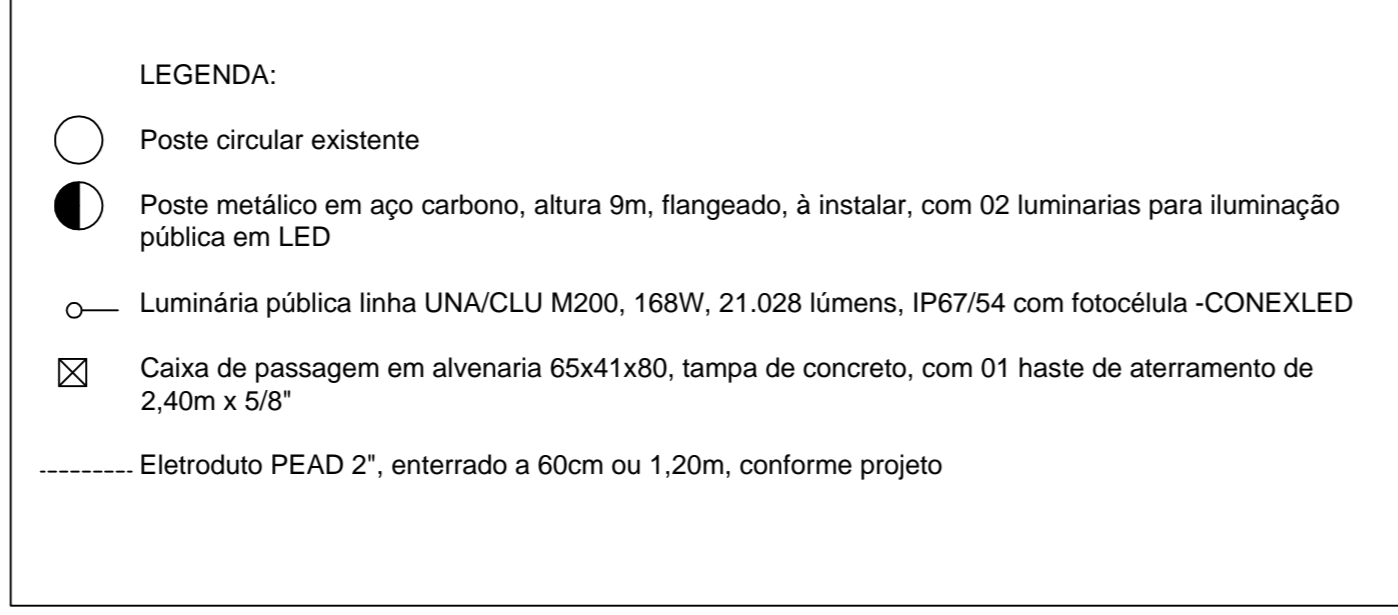 LEGENDA:
Poste circular existente
Poste metálico em aço carbono, altura 9m, flangeado, à instalar, com 02 luminarias para iluminação
pública em LED
Luminária pública linha UNA/CLU M200, 168W, 21.028 lúmens, IP67/54 com fotocélula -CONEXLED
Caixa de passagem em alvenaria 65x41x80, tampa de concreto, com 01 haste de aterramento de
2,40m x 5/8"
Eletroduto PEAD 2", enterrado a 60cm ou 1,20m, conforme projeto